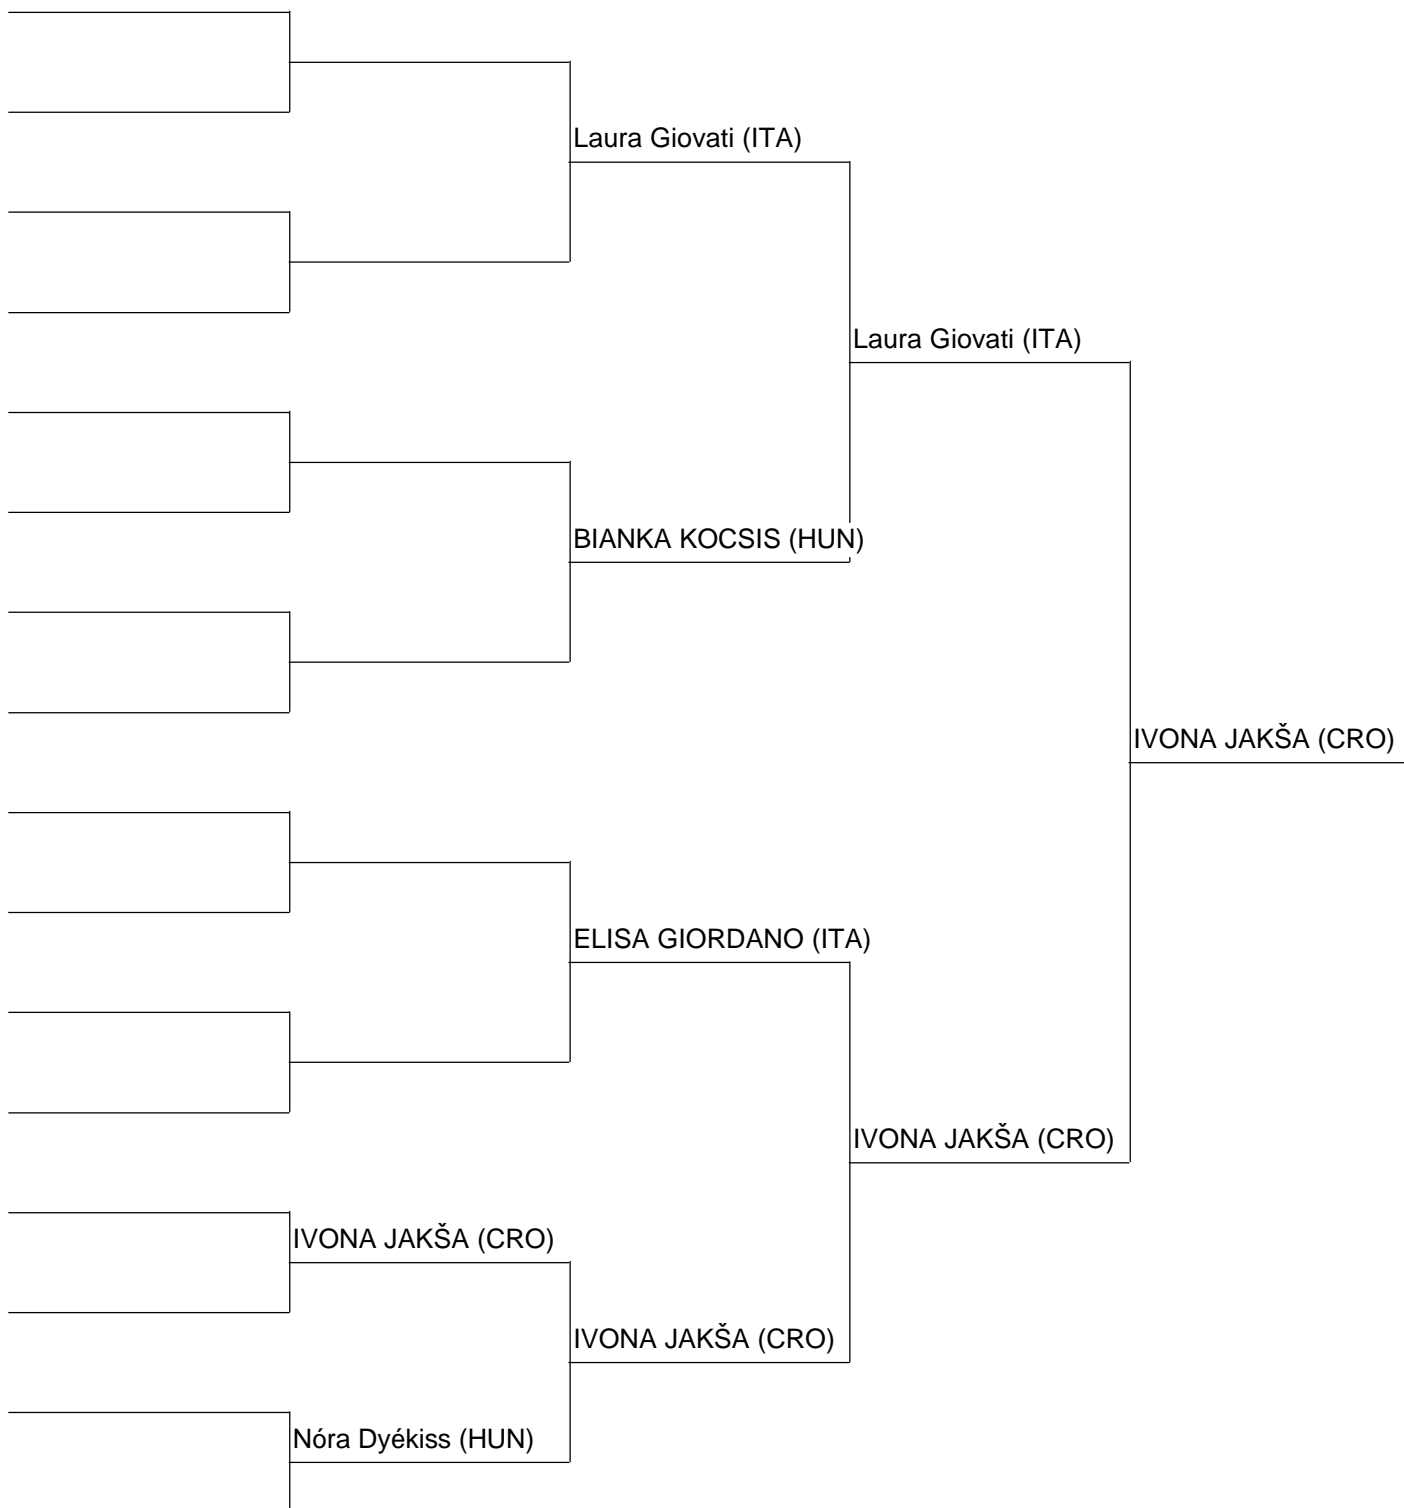 Laura Giovati (ITA)
Laura Giovati (ITA)
BIANKA KOCSIS (HUN)
IVONA JAKŠA (CRO)
ELISA GIORDANO (ITA)
IVONA JAKŠA (CRO)
IVONA JAKŠA (CRO)
IVONA JAKŠA (CRO)
Nóra Dyékiss (HUN)